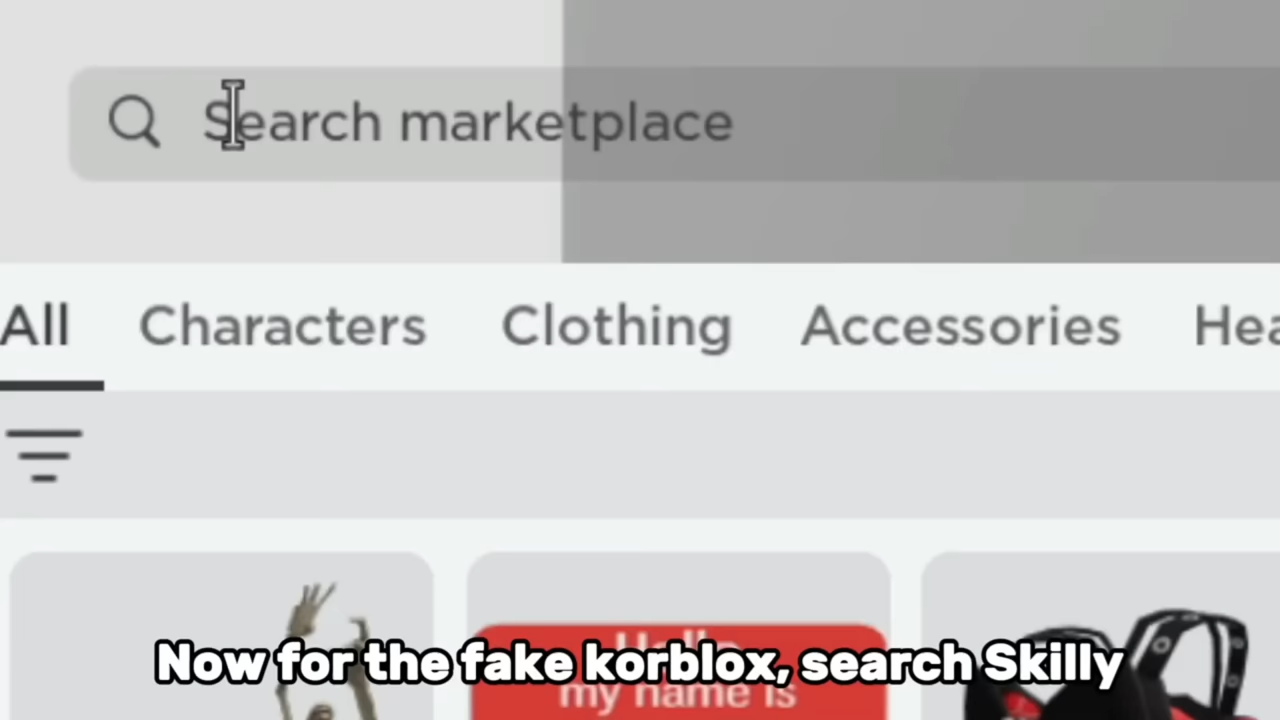 Search marketplace
All Characters Clothing Accessories Hea
Hello
my name is
Now for the fake korblox, search Skilly